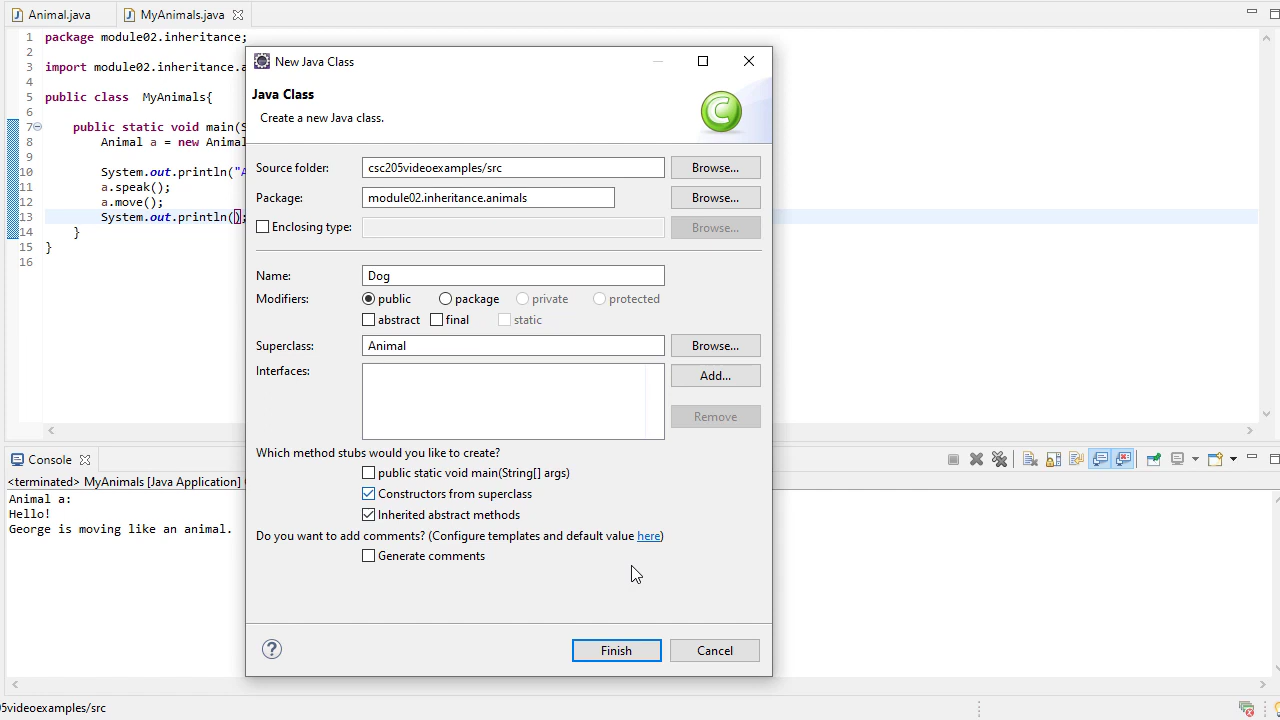 Animal.java
MyAnimals.java
1 package module02.inheritance;
2
3 import module02.inheritance.a
4
5 public class MyAnimals{
6
7 public static void main(S
8 Animal a = new Animal
9
10 System.out.println("A
11 a.speak();
12 a.move();
13 System.out.println();
14 }
15 }
16
New Java Class
Java Class
Create a new Java class.
C
Source folder: csc205videoexamples/src Browse...
Package: module02.inheritance.animals Browse...
Enclosing type: Browse...
Name: Dog
Modifiers: public package private protected
abstract final static
Superclass: Animal Browse...
Interfaces: Add...
Remove
Which method stubs would you like to create?
public static void main(String[] args)
Constructors from superclass
Inherited abstract methods
Do you want to add comments? (Configure templates and default value here)
Generate comments
? Finish Cancel
Console
<terminated> MyAnimals [Java Application]
Animal a:
Hello!
George is moving like an animal.
05videoexamples/src